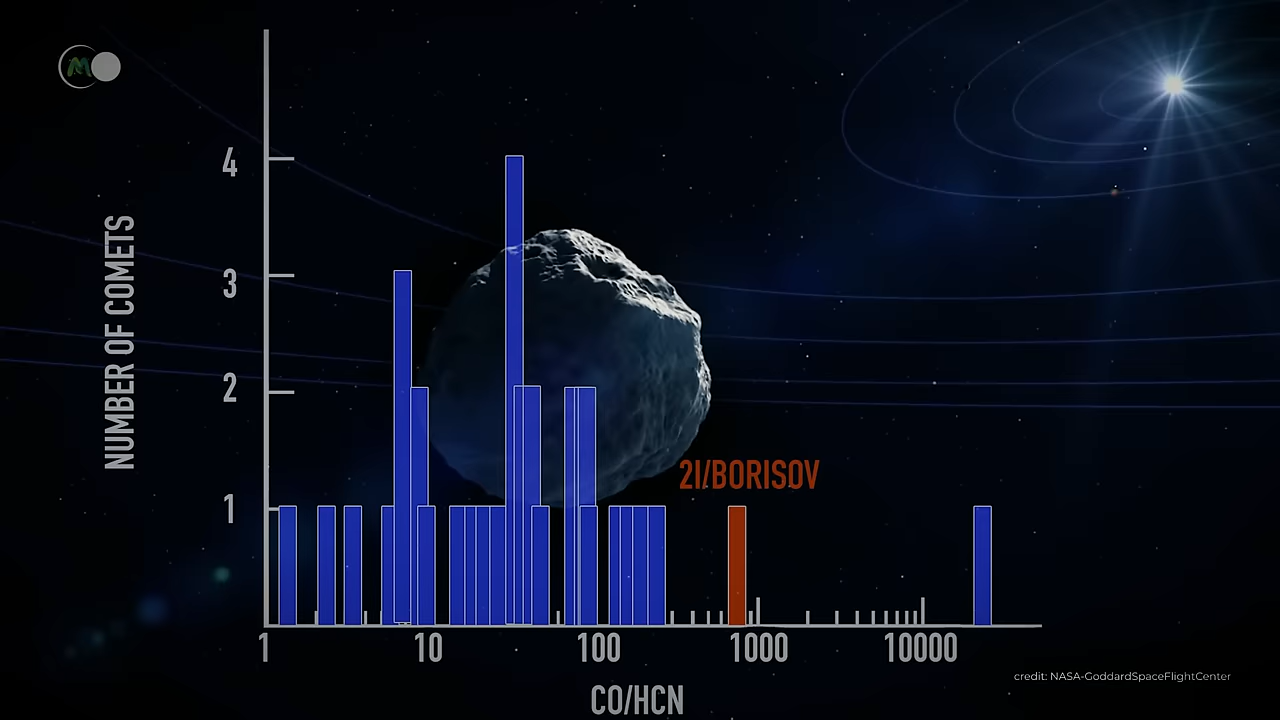 M
4
3
2
1
NUMBER OF COMETS
2I/BORISOV
1 10 100 1000 10000
CO/HCN
credit: NASA-GoddardSpaceFlightCenter